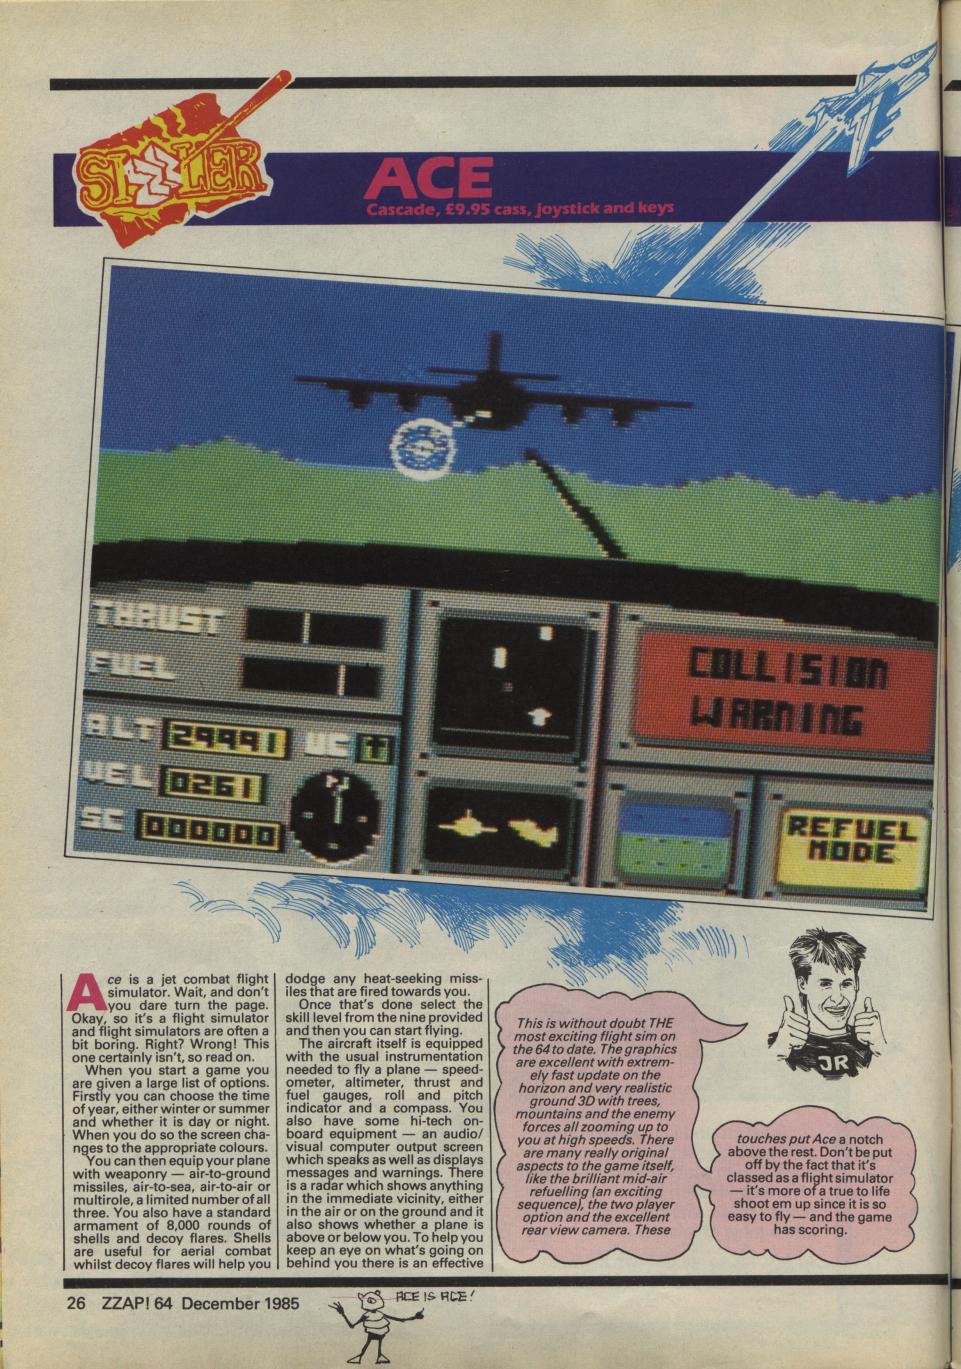 SIZZLER
ACE
Cascade, £9.95 cass, joystick and keys
THRUST
FUEL
ALT 29991 UC
VEL 0261
SC 000000
N
COLLISION
WARNING
REFUEL
MODE
Ace is a jet combat flight
simulator. Wait, and don't
you dare turn the page.
Okay, so it's a flight simulator
and flight simulators are often a
bit boring. Right? Wrong! This
one certainly isn't, so read on.
When you start a game you
are given a large list of options.
Firstly you can choose the time
of year, either winter or summer
and whether it is day or night.
When you do so the screen cha-
nges to the appropriate colours.
You can then equip your plane
with weaponry — air-to-ground
missiles, air-to-sea, air-to-air or
multirole, a limited number of all
three. You also have a standard
armament of 8,000 rounds of
shells and decoy flares. Shells
are useful for aerial combat
whilst decoy flares will help you
dodge any heat-seeking miss-
iles that are fired towards you.
Once that's done select the
skill level from the nine provided
and then you can start flying.
The aircraft itself is equipped
with the usual instrumentation
needed to fly a plane — speed-
ometer, altimeter, thrust and
fuel gauges, roll and pitch
indicator and a compass. You
also have some hi-tech on-
board equipment — an audio/
visual computer output screen
which speaks as well as displays
messages and warnings. There
is a radar which shows anything
in the immediate vicinity, either
in the air or on the ground and it
also shows whether a plane is
above or below you. To help you
keep an eye on what's going on
behind you there is an effective
This is without doubt THE
most exciting flight sim on
the 64 to date. The graphics
are excellent with extrem-
ely fast update on the
horizon and very realistic
ground 3D with trees,
mountains and the enemy
forces all zooming up to
you at high speeds. There
are many really original
aspects to the game itself,
like the brilliant mid-air
refuelling (an exciting
sequence), the two player
option and the excellent
rear view camera. These
JR
touches put Ace a notch
above the rest. Don't be put
off by the fact that it's
classed as a flight simulator
— it's more of a true to life
shoot em up since it is so
easy to fly — and the game
has scoring.
26 ZZAP! 64 December 1985
ACE IS ACE!